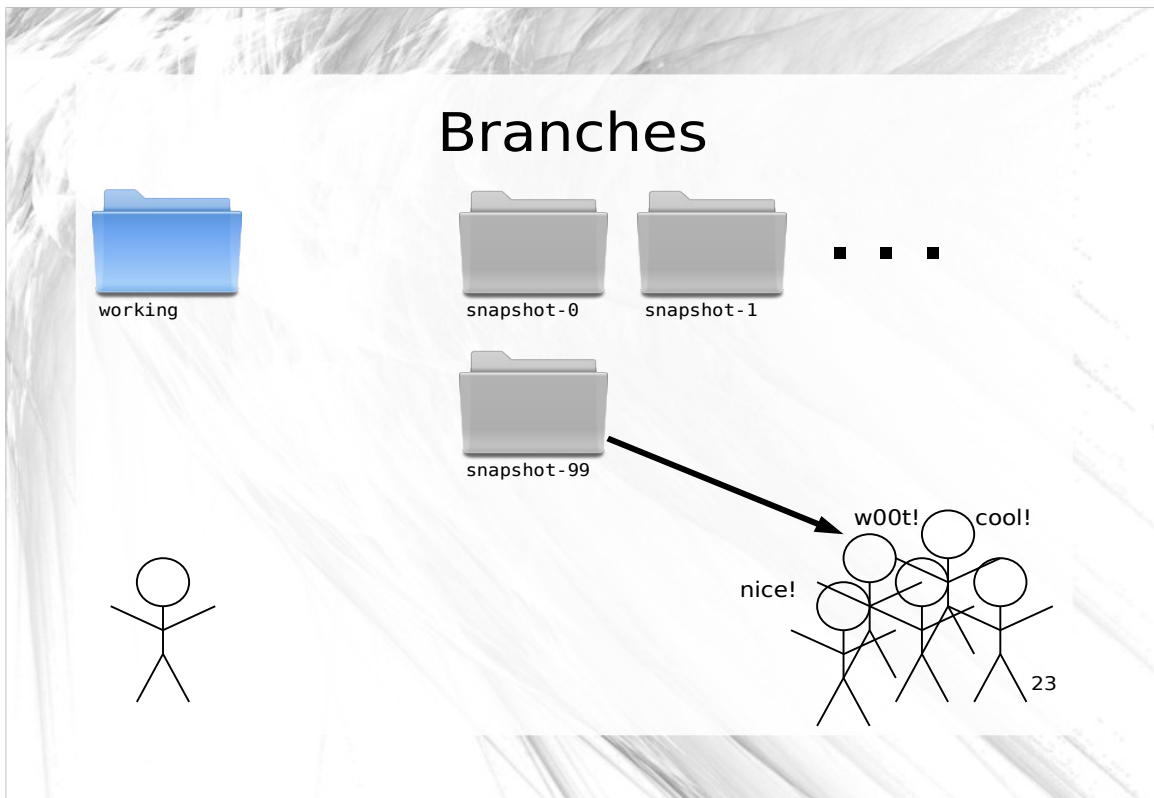 Branches
working
snapshot-0
snapshot-1
. . .
snapshot-99
w00t!
cool!
nice!
23